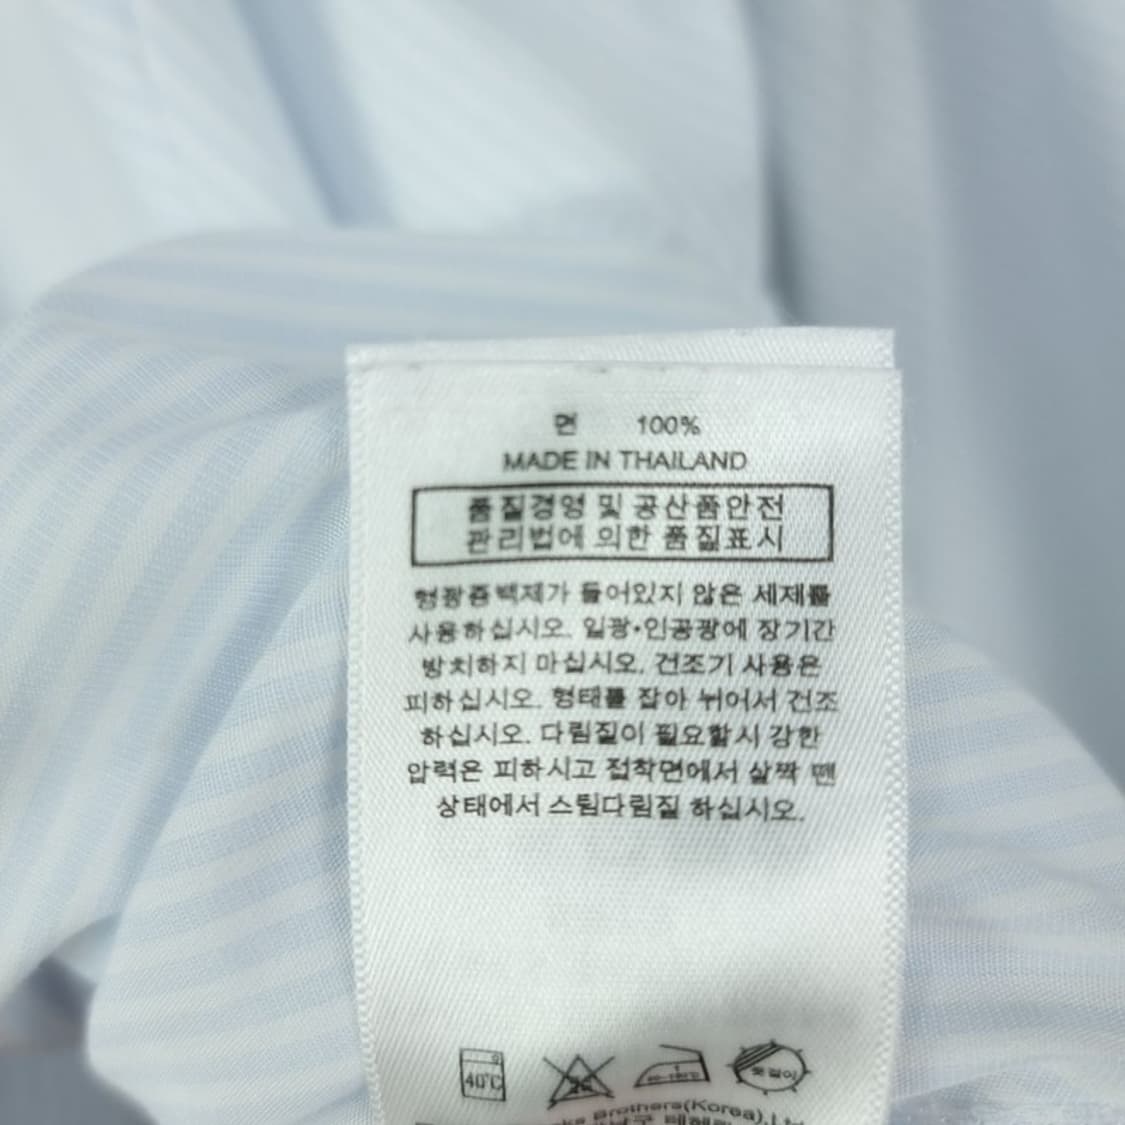 면 100%
MADE IN THAILAND
품질경영 및 공산품안전
관리법에 의한 품질표시
형광증백제가 들어있지 않은 세제를
사용하십시오. 일광•인공광에 장기간
방치하지 마십시오. 건조기 사용은
피하십시오. 형태를 잡아 뉘어서 건조
하십시오. 다림질이 필요할시 강한
압력은 피하시고 접착면에서 살짝 뗀
상태에서 스팀다림질 하십시오.
40℃
옷걸이
Brothers(Korea),